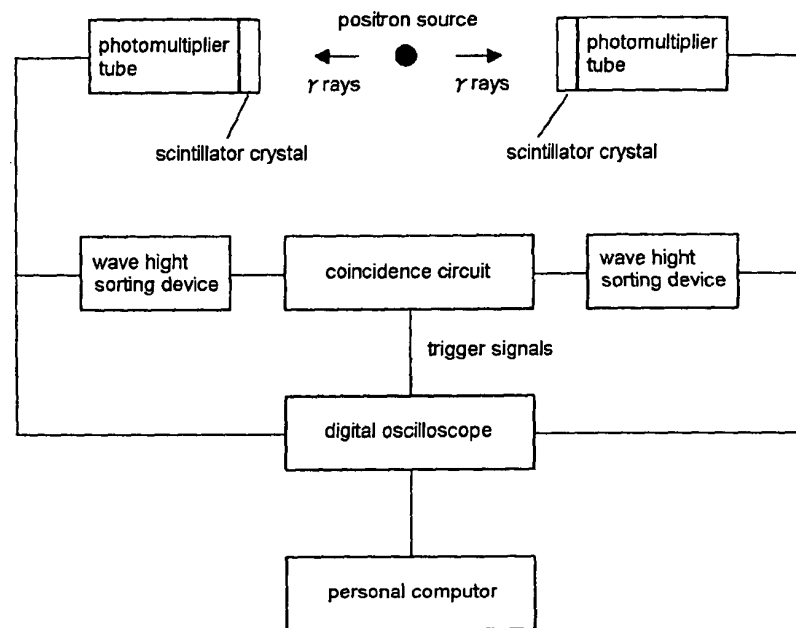 positron source
photomultiplier
tube
γ rays
γ rays
photomultiplier
tube
scintillator crystal
scintillator crystal
wave hight
sorting device
coincidence circuit
wave hight
sorting device
trigger signals
digital oscilloscope
personal computor